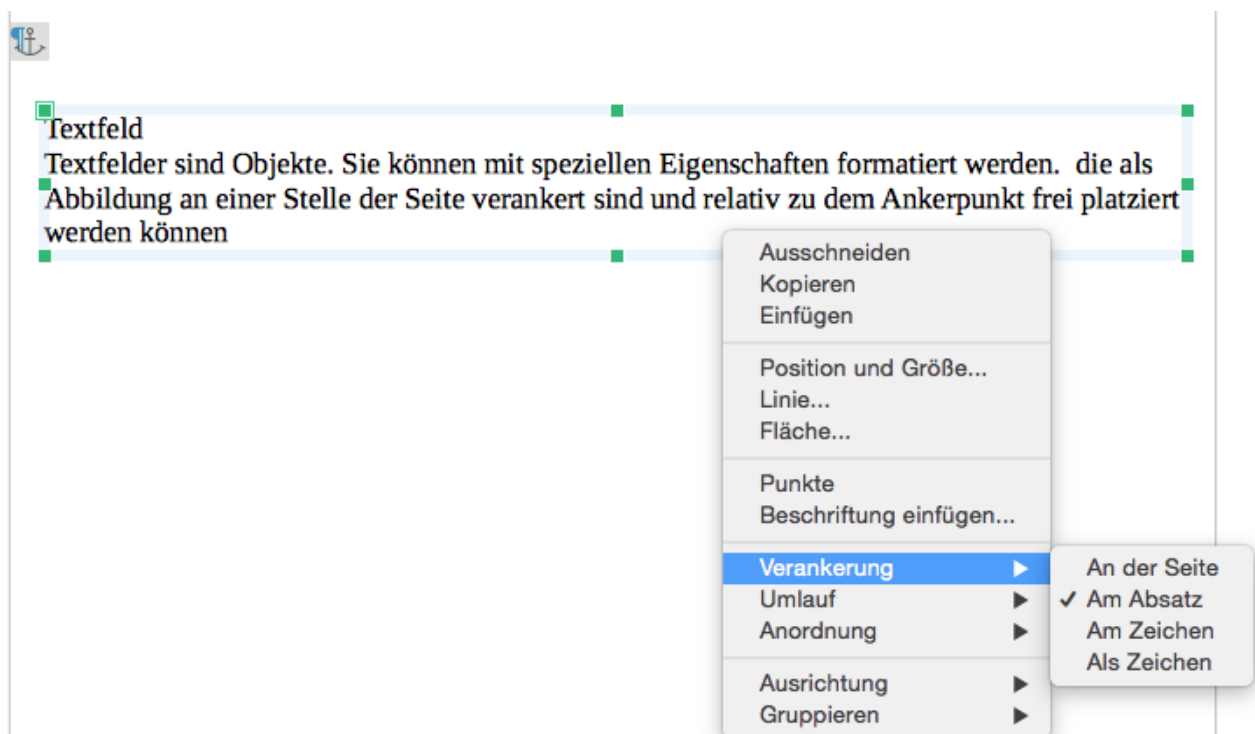 Textfeld
Textfelder sind Objekte. Sie können mit speziellen Eigenschaften formatiert werden.  die als
Abbildung an einer Stelle der Seite verankert sind und relativ zu dem Ankerpunkt frei platziert
werden können
Ausschneiden
Kopieren
Einfügen
Position und Größe...
Linie...
Fläche...
Punkte
Beschriftung einfügen...
Verankerung
Umlauf
Anordnung
Ausrichtung
Gruppieren
An der Seite
Am Absatz
Am Zeichen
Als Zeichen